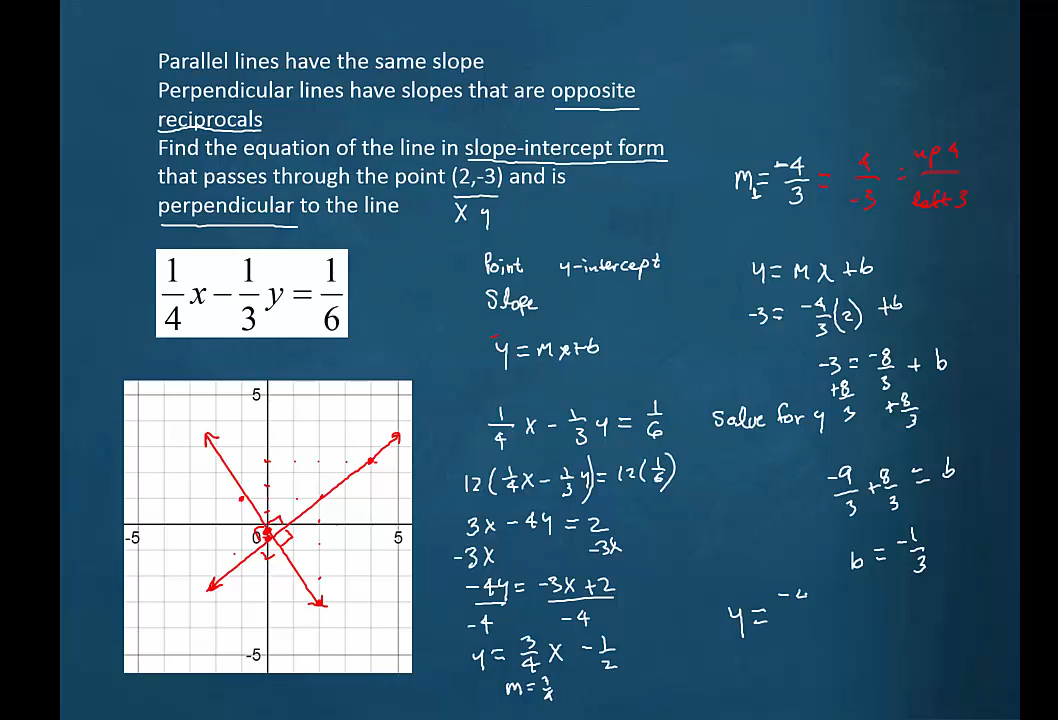 Parallel lines have the same slope
Perpendicular lines have slopes that are opposite
reciprocals
Find the equation of the line in slope-intercept form
that passes through the point (2,-3) and is
perpendicular to the line
x y
1/4 x − 1/3 y = 1/6
5
-5 0 5
-5
Point y-intercept
Slope
y = mx+b
1/4 x - 1/3 y = 1/6
12(1/4 x - 1/3 y) = 12(1/6)
3x - 4y = 2
-3x -3x
-4y = -3x+2
-4 -4
y = 3/4 x - 1/2
m = 3/4
m⊥ = -4/3 = 4/-3 = up 4/left 3
y = mx+b
-3 = -4/3 (2) + b
-3 = -8/3 + b
+8/3 +8/3
Solve for y
-9/3 + 8/3 = b
b = -1/3
y = -4